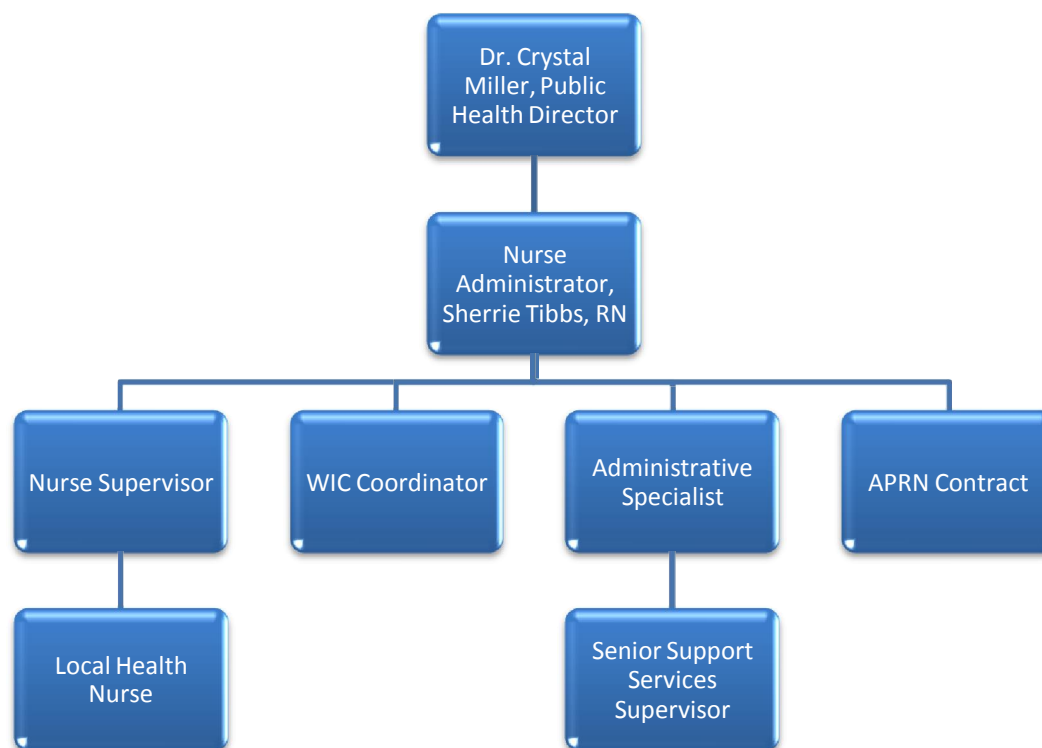 Dr. Crystal
Miller, Public
Health Director
Nurse
Administrator,
Sherrie Tibbs, RN
Nurse Supervisor
WIC Coordinator
Administrative
Specialist
APRN Contract
Local Health
Nurse
Senior Support
Services
Supervisor